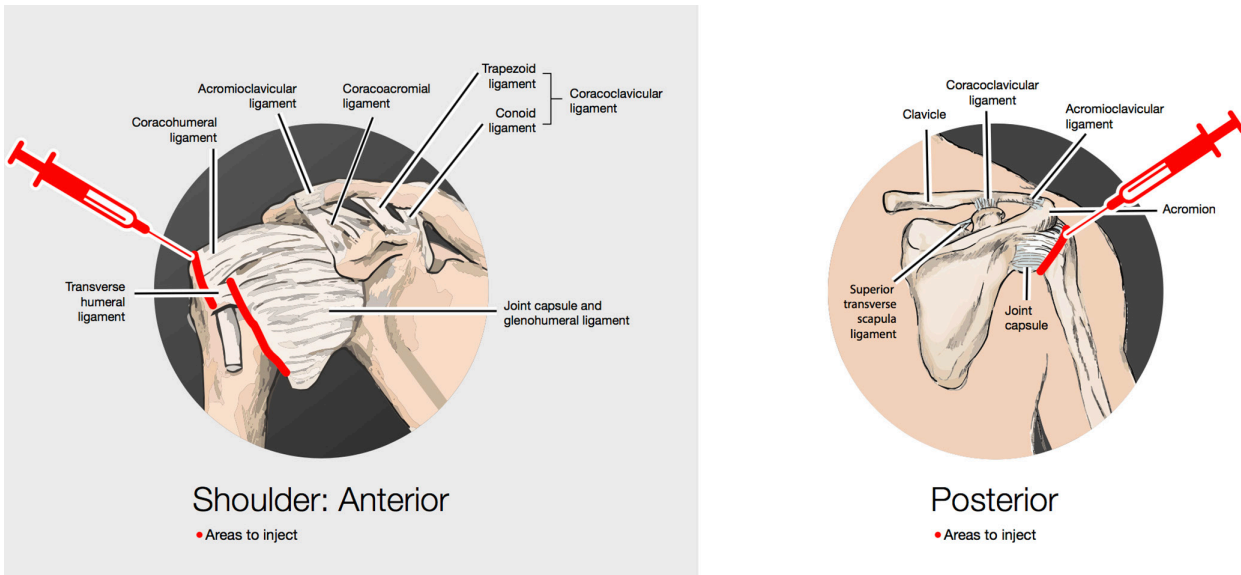 Trapezoid
ligament
Acromioclavicular
ligament
Coracoacromial
ligament
Coracoclavicular
ligament
Conoid
ligament
Coracohumeral
ligament
Transverse
humeral
ligament
Joint capsule and
glenohumeral ligament
Shoulder: Anterior
Areas to inject
Coracoclavicular
ligament
Clavicle
Acromioclavicular
ligament
Acromion
Superior
transverse
scapula
ligament
Joint
capsule
Posterior
Areas to inject